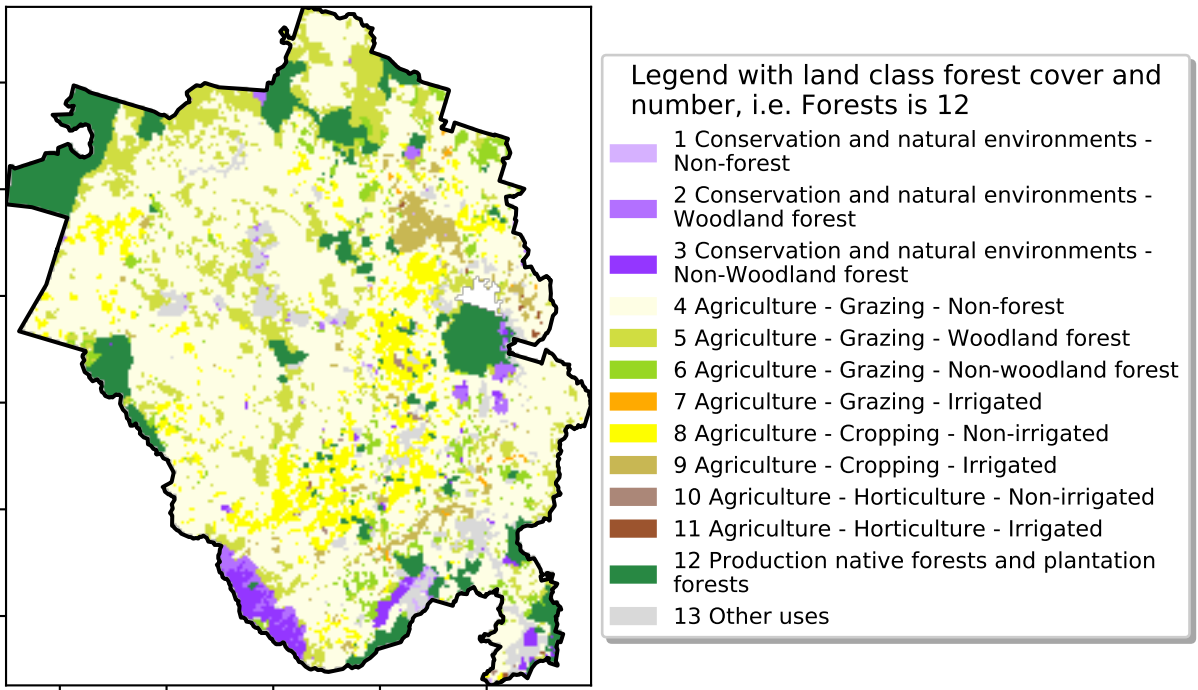 Legend with land class forest cover and
number, i.e. Forests is 12
1 Conservation and natural environments -
Non-forest
2 Conservation and natural environments -
Woodland forest
3 Conservation and natural environments -
Non-Woodland forest
4 Agriculture - Grazing - Non-forest
5 Agriculture - Grazing - Woodland forest
6 Agriculture - Grazing - Non-woodland forest
7 Agriculture - Grazing - Irrigated
8 Agriculture - Cropping - Non-irrigated
9 Agriculture - Cropping - Irrigated
10 Agriculture - Horticulture - Non-irrigated
11 Agriculture - Horticulture - Irrigated
12 Production native forests and plantation
forests
13 Other uses